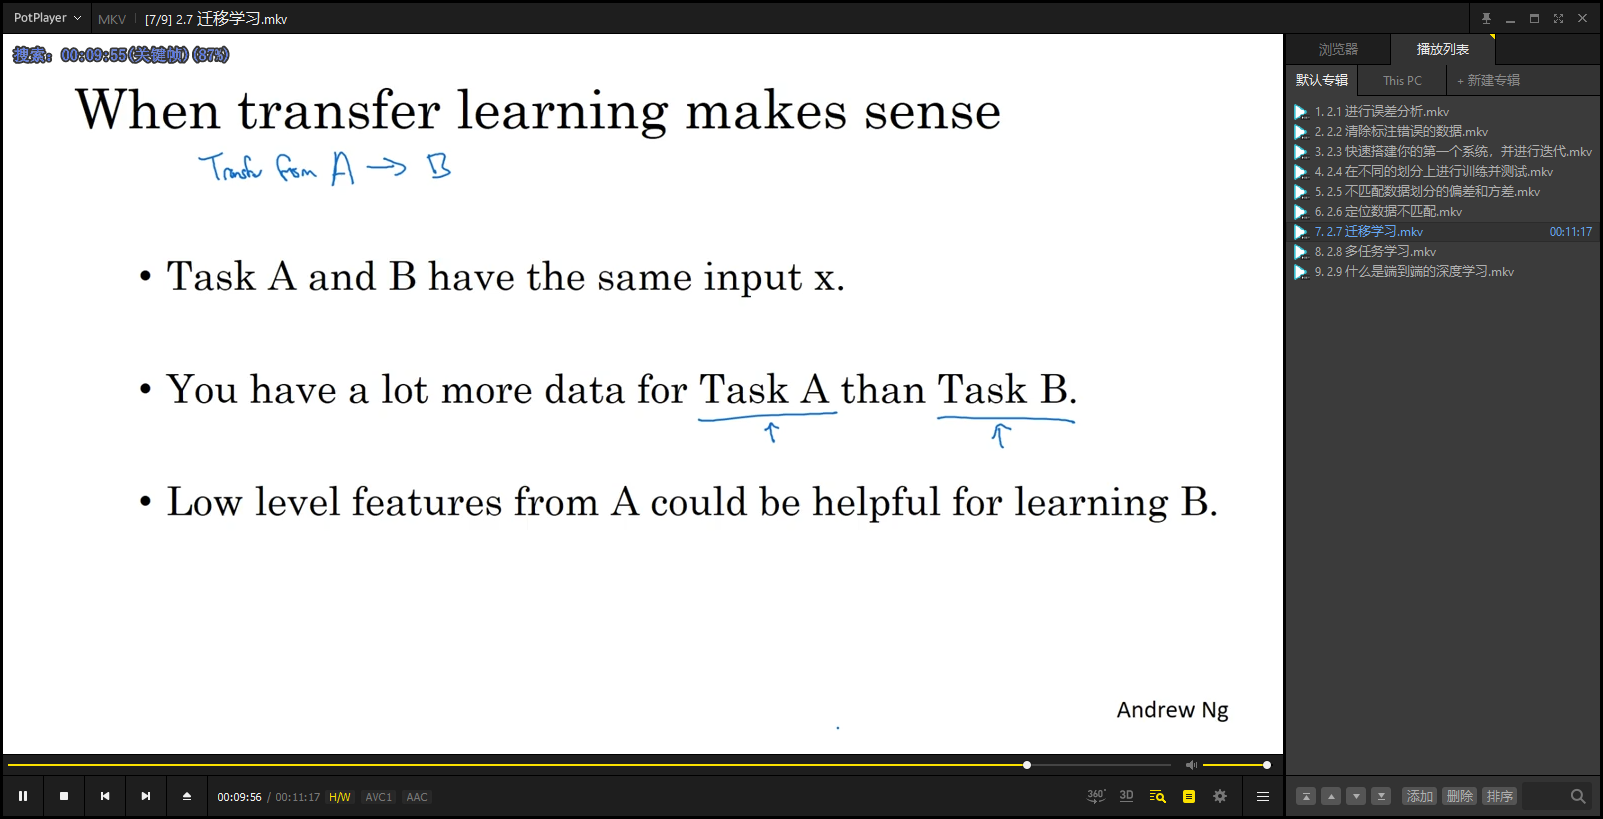 PotPlayer MKV [7/9] 2.7 迁移学习.mkv
搜索: 00:09:55(关键帧) (87%)
When transfer learning makes sense
Transfer from A → B
• Task A and B have the same input x.
• You have a lot more data for Task A than Task B.
↑ ↑
• Low level features from A could be helpful for learning B.
Andrew Ng
00:09:56 / 00:11:17 H/W AVC1 AAC
360° 3D
浏览器 播放列表
默认专辑 This PC + 新建专辑
1. 2.1 进行误差分析.mkv
2. 2.2 清除标注错误的数据.mkv
3. 2.3 快速搭建你的第一个系统，并进行迭代.mkv
4. 2.4 在不同的划分上进行训练并测试.mkv
5. 2.5 不匹配数据划分的偏差和方差.mkv
6. 2.6 定位数据不匹配.mkv
7. 2.7 迁移学习.mkv 00:11:17
8. 2.8 多任务学习.mkv
9. 2.9 什么是端到端的深度学习.mkv
添加 删除 排序